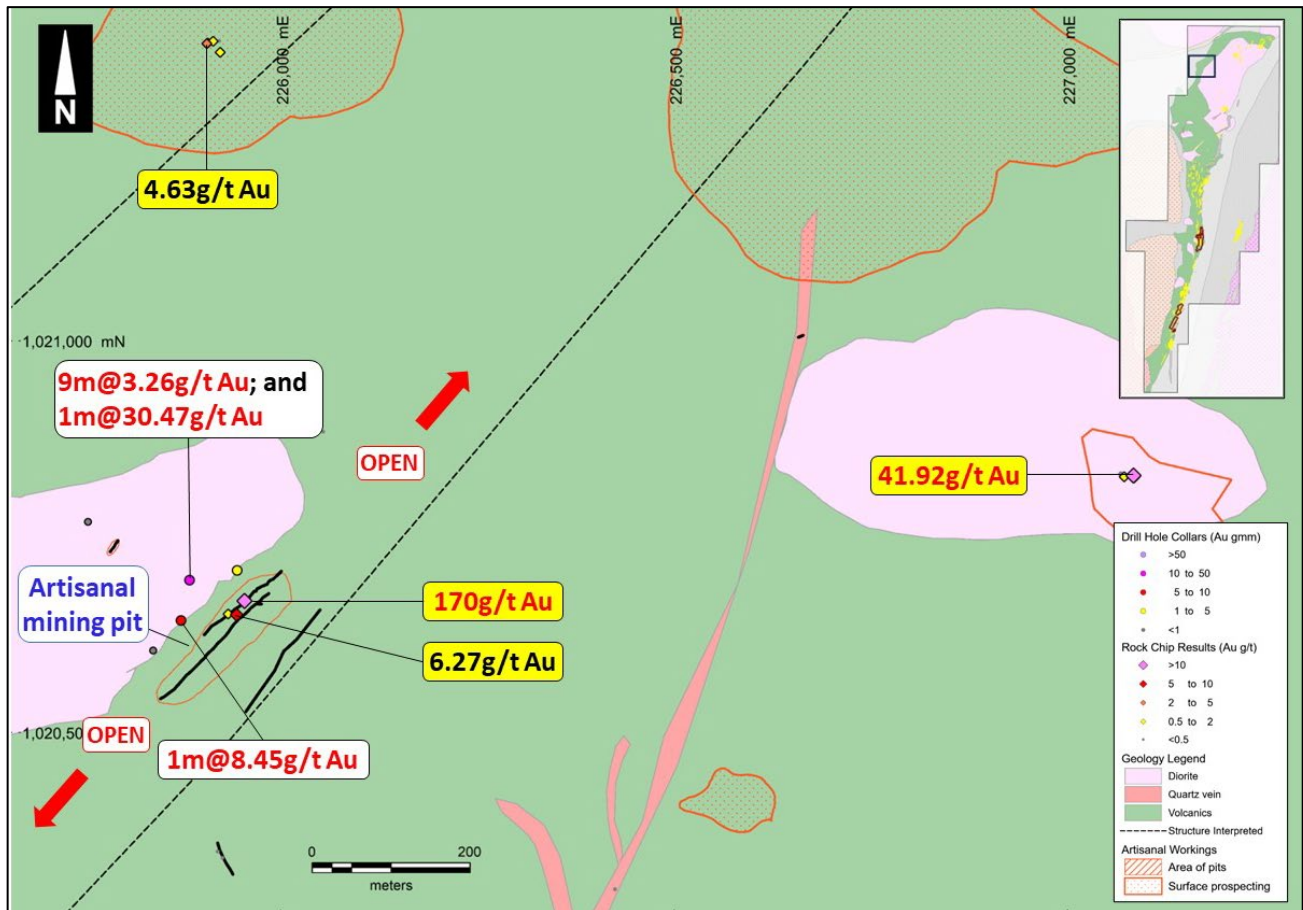 226,000 mE
226,500 mE
227,000 mE
N
4.63g/t Au
1,021,000 mN
9m@3.26g/t Au; and
1m@30.47g/t Au
OPEN
41.92g/t Au
Artisanal
mining pit
170g/t Au
6.27g/t Au
1,020,50
OPEN
1m@8.45g/t Au
0
200
meters
Drill Hole Collars (Au gmm)
>50
10 to 50
5 to 10
1 to 5
<1
Rock Chip Results (Au g/t)
>10
5 to 10
2 to 5
0.5 to 2
<0.5
Geology Legend
Diorite
Quartz vein
Volcanics
Structure Interpreted
Artisanal Workings
Area of pits
Surface prospecting